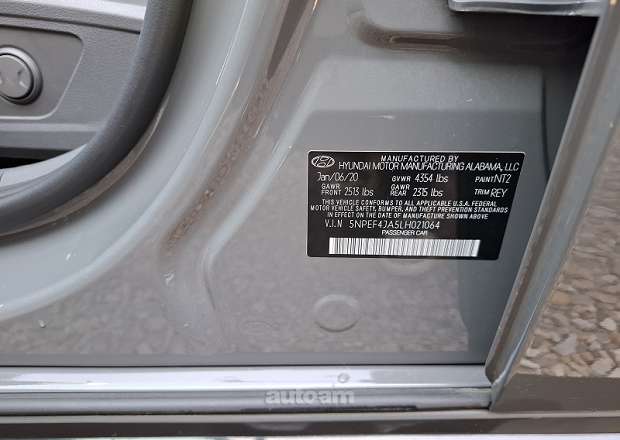 MANUFACTURED BY
HYUNDAI MOTOR MANUFACTURING ALABAMA, LLC
Jan/06/20 GVWR 4354 lbs PAINT NT2
GAWR FRONT 2513 lbs GAWR REAR 2315 lbs TRIM REY
THIS VEHICLE CONFORMS TO ALL APPLICABLE U.S.A. FEDERAL
MOTOR VEHICLE SAFETY, BUMPER, AND THEFT PREVENTION STANDARDS
IN EFFECT ON THE DATE OF MANUFACTURE SHOWN ABOVE.
V.I.N 5NPEF4JA5LH021064
PASSENGER CAR
autoam